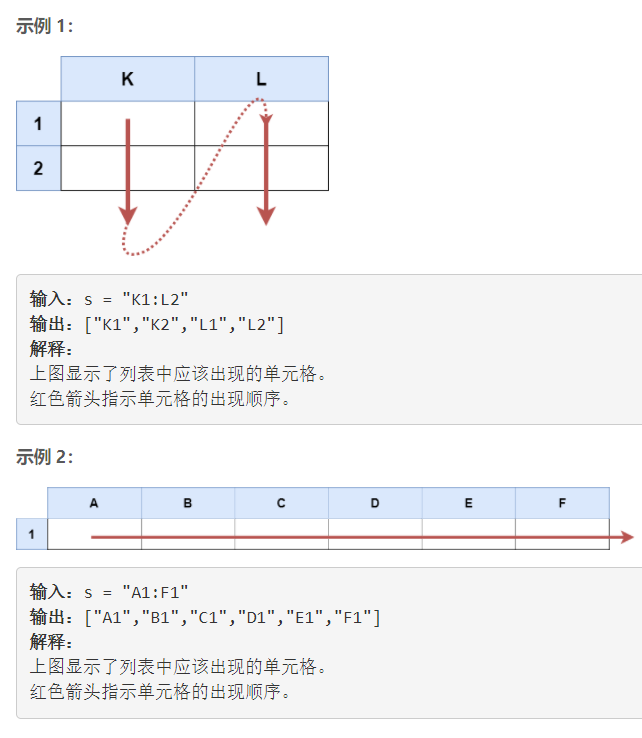 示例 1：
K L
1
2
输入：s = "K1:L2"
输出：["K1","K2","L1","L2"]
解释：
上图显示了列表中应该出现的单元格。
红色箭头指示单元格的出现顺序。
示例 2：
A B C D E F
1
输入：s = "A1:F1"
输出：["A1","B1","C1","D1","E1","F1"]
解释：
上图显示了列表中应该出现的单元格。
红色箭头指示单元格的出现顺序。